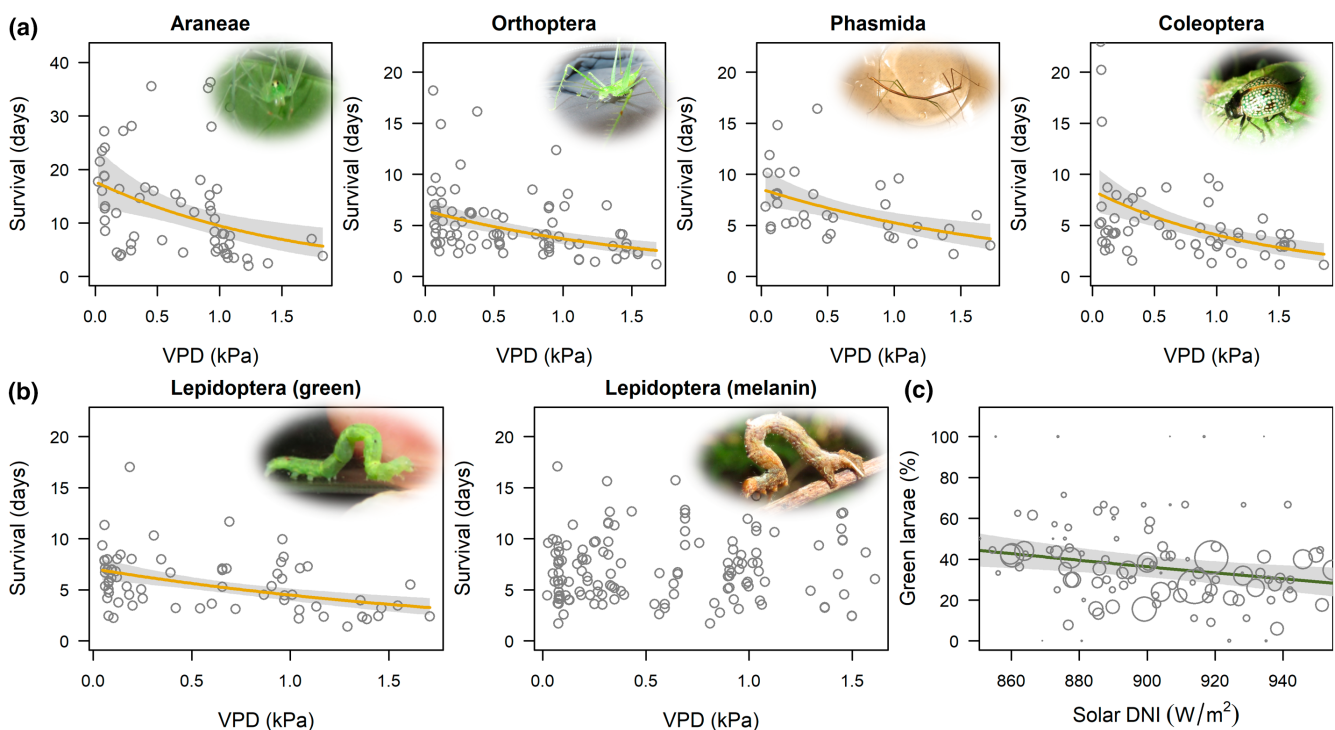 (a)
Araneae
Orthoptera
Phasmida
Coleoptera
Survival (days)
40
30
20
10
0
0.0 0.5 1.0 1.5
VPD (kPa)
Survival (days)
20
15
10
5
0
0.0 0.5 1.0 1.5
VPD (kPa)
Survival (days)
20
15
10
5
0
0.0 0.5 1.0 1.5
VPD (kPa)
Survival (days)
20
15
10
5
0
0.0 0.5 1.0 1.5
VPD (kPa)
(b)
Lepidoptera (green)
Lepidoptera (melanin)
(c)
Survival (days)
20
15
10
5
0
0.0 0.5 1.0 1.5
VPD (kPa)
Survival (days)
20
15
10
5
0
0.0 0.5 1.0 1.5
VPD (kPa)
Green larvae (%)
100
80
60
40
20
0
860 880 900 920 940
Solar DNI (W/m²)